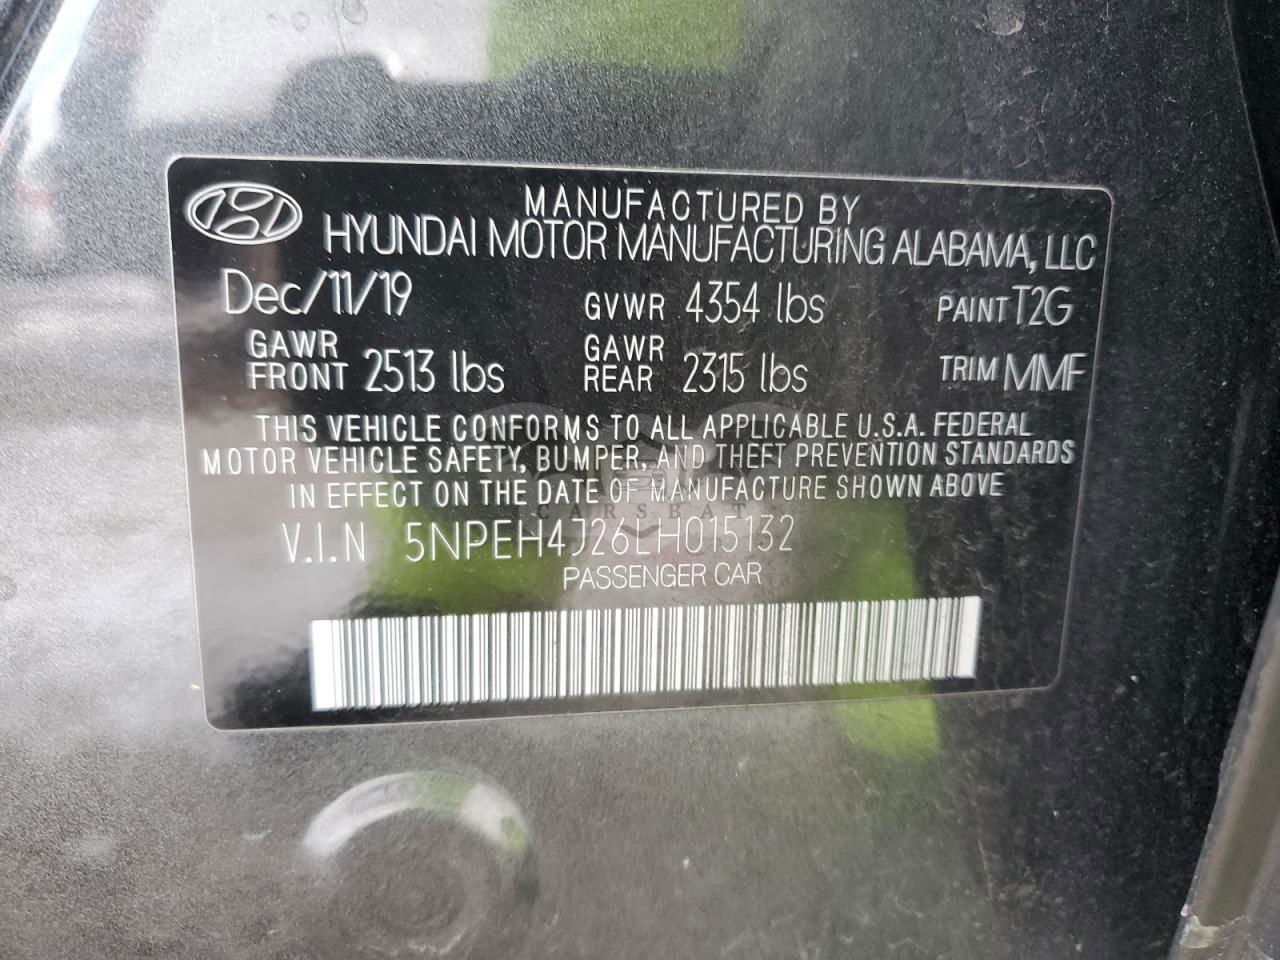 MANUFACTURED BY
HYUNDAI MOTOR MANUFACTURING ALABAMA, LLC
Dec/11/19 GVWR 4354 lbs PAINT T2G
GAWR FRONT 2513 lbs GAWR REAR 2315 lbs TRIM MMF
THIS VEHICLE CONFORMS TO ALL APPLICABLE U.S.A. FEDERAL
MOTOR VEHICLE SAFETY, BUMPER, AND THEFT PREVENTION STANDARDS
IN EFFECT ON THE DATE OF MANUFACTURE SHOWN ABOVE
CARSBAT
V.I.N 5NPEH4J26LH015132
PASSENGER CAR